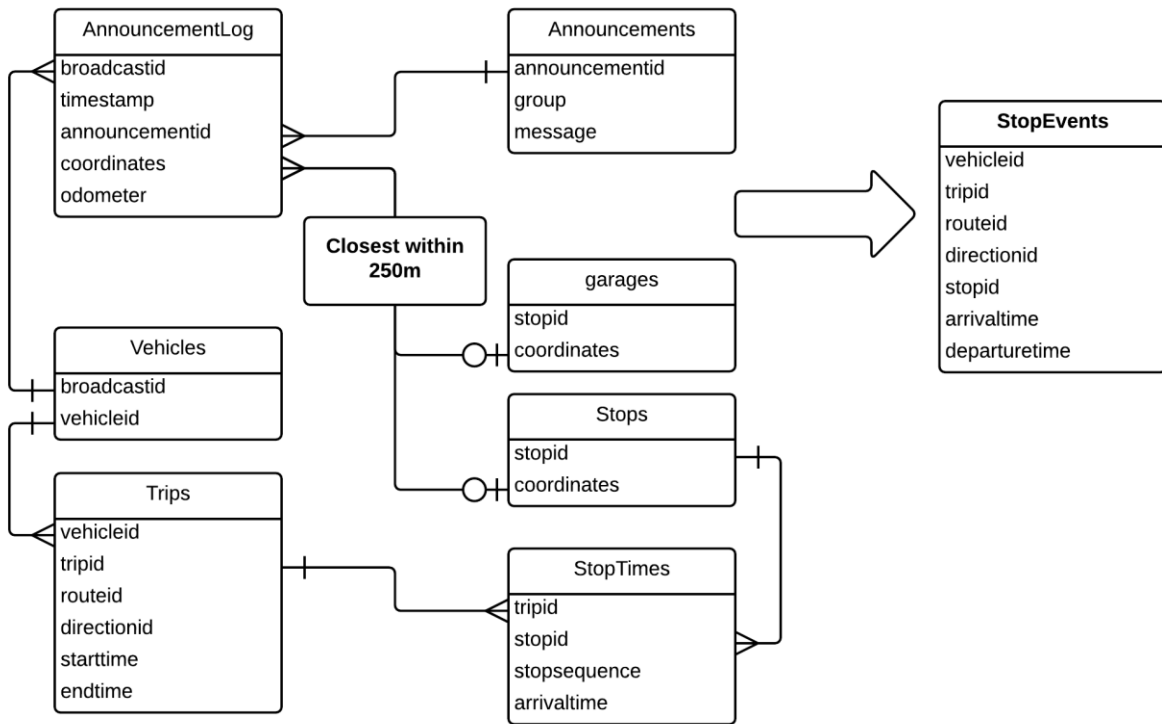 AnnouncementLog
broadcastid
timestamp
announcementid
coordinates
odometer
Announcements
announcementid
group
message
Closest within
250m
garages
stopid
coordinates
Vehicles
broadcastid
vehicleid
Stops
stopid
coordinates
Trips
vehicleid
tripid
routeid
directionid
starttime
endtime
StopTimes
tripid
stopid
stopsequence
arrivaltime
StopEvents
vehicleid
tripid
routeid
directionid
stopid
arrivaltime
departuretime